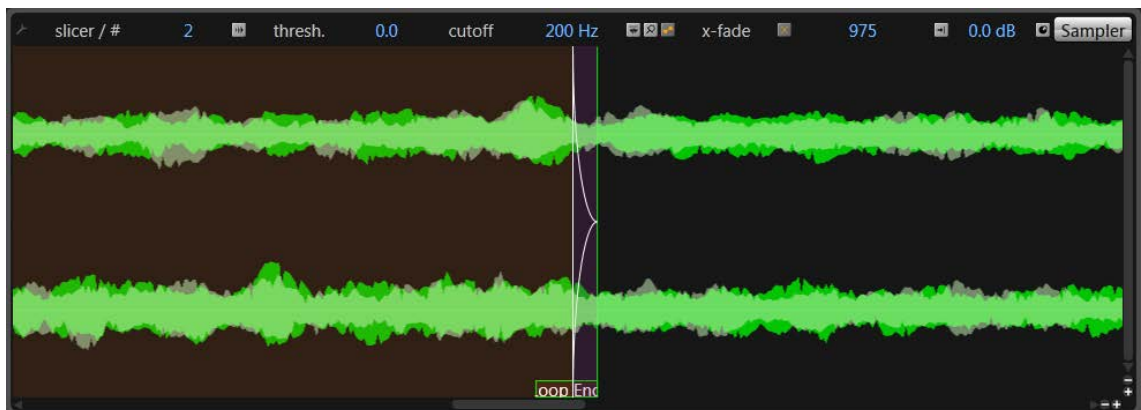 slicer / # 2 thresh. 0.0 cutoff 200 Hz x-fade 975 0.0 dB Sampler
oop End